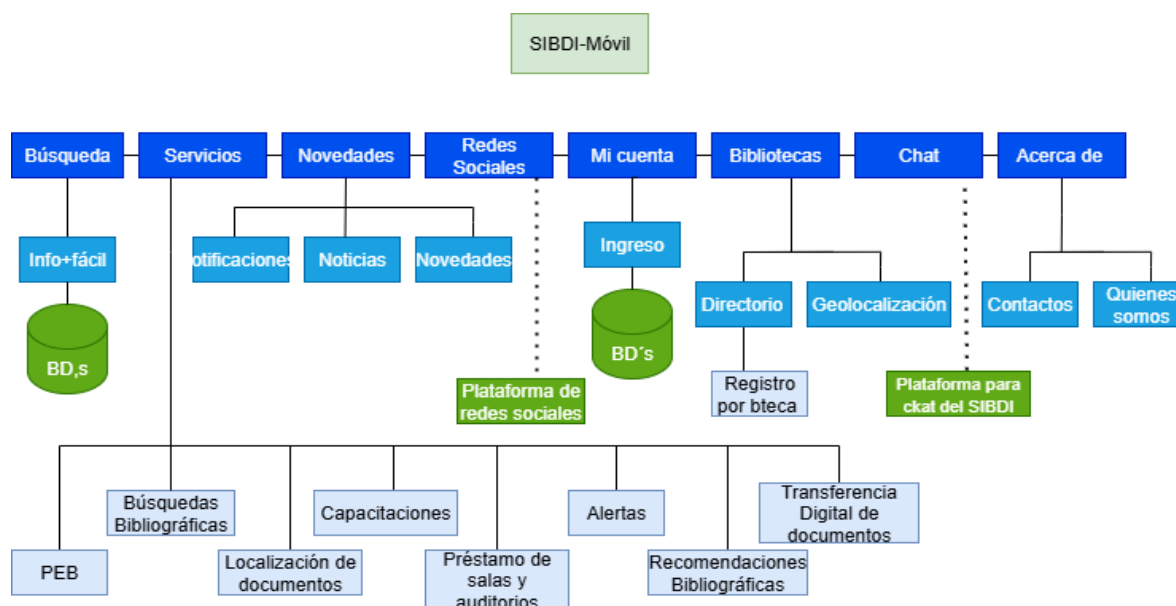 SIBDI-Móvil
Búsqueda
Servicios
Novedades
Redes
Sociales
Mi cuenta
Bibliotecas
Chat
Acerca de
Info+fácil
otificaciones
Noticias
Novedades
Ingreso
Directorio
Geolocalización
Contactos
Quienes
somos
BD,s
BD´s
Plataforma de
redes sociales
Registro
por bteca
Plataforma para
ckat del SIBDI
Búsquedas
Bibliográficas
Capacitaciones
Alertas
Transferencia
Digital de
documentos
PEB
Localización de
documentos
Préstamo de
salas y
auditorios
Recomendaciones
Bibliográficas